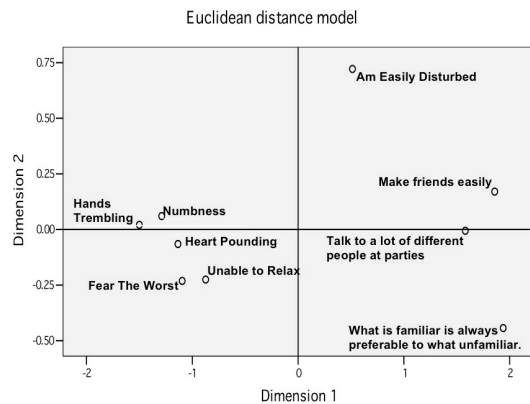 Euclidean distance model
0.75
Am Easily Disturbed
0.50
0.25
Make friends easily
Hands
Trembling
Numbness
0.00
Heart Pounding
Talk to a lot of different
people at parties
Unable to Relax
Fear The Worst
-0.25
What is familiar is always
preferable to what unfamiliar.
-0.50
-2
-1
0
1
2
Dimension 2
Dimension 1